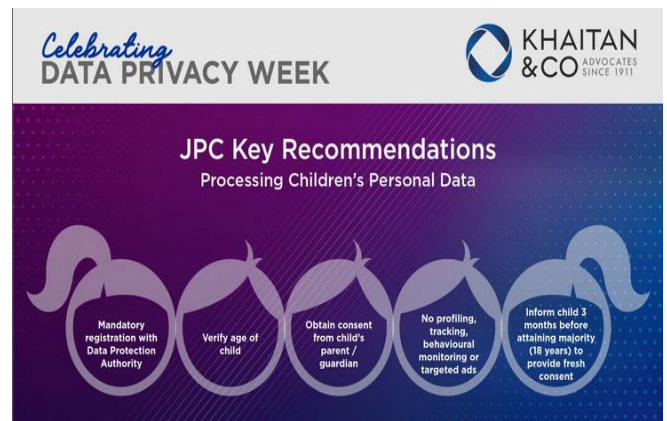 Celebrating
DATA PRIVACY WEEK
KHAITAN
&CO ADVOCATES
SINCE 1911
JPC Key Recommendations
Processing Children's Personal Data
Mandatory
registration with
Data Protection
Authority
Verify age of
child
Obtain consent
from child's
parent /
guardian
No profiling,
tracking,
behavioural
monitoring or
targeted ads
Inform child 3
months before
attaining majority
(18 years) to
provide fresh
consent